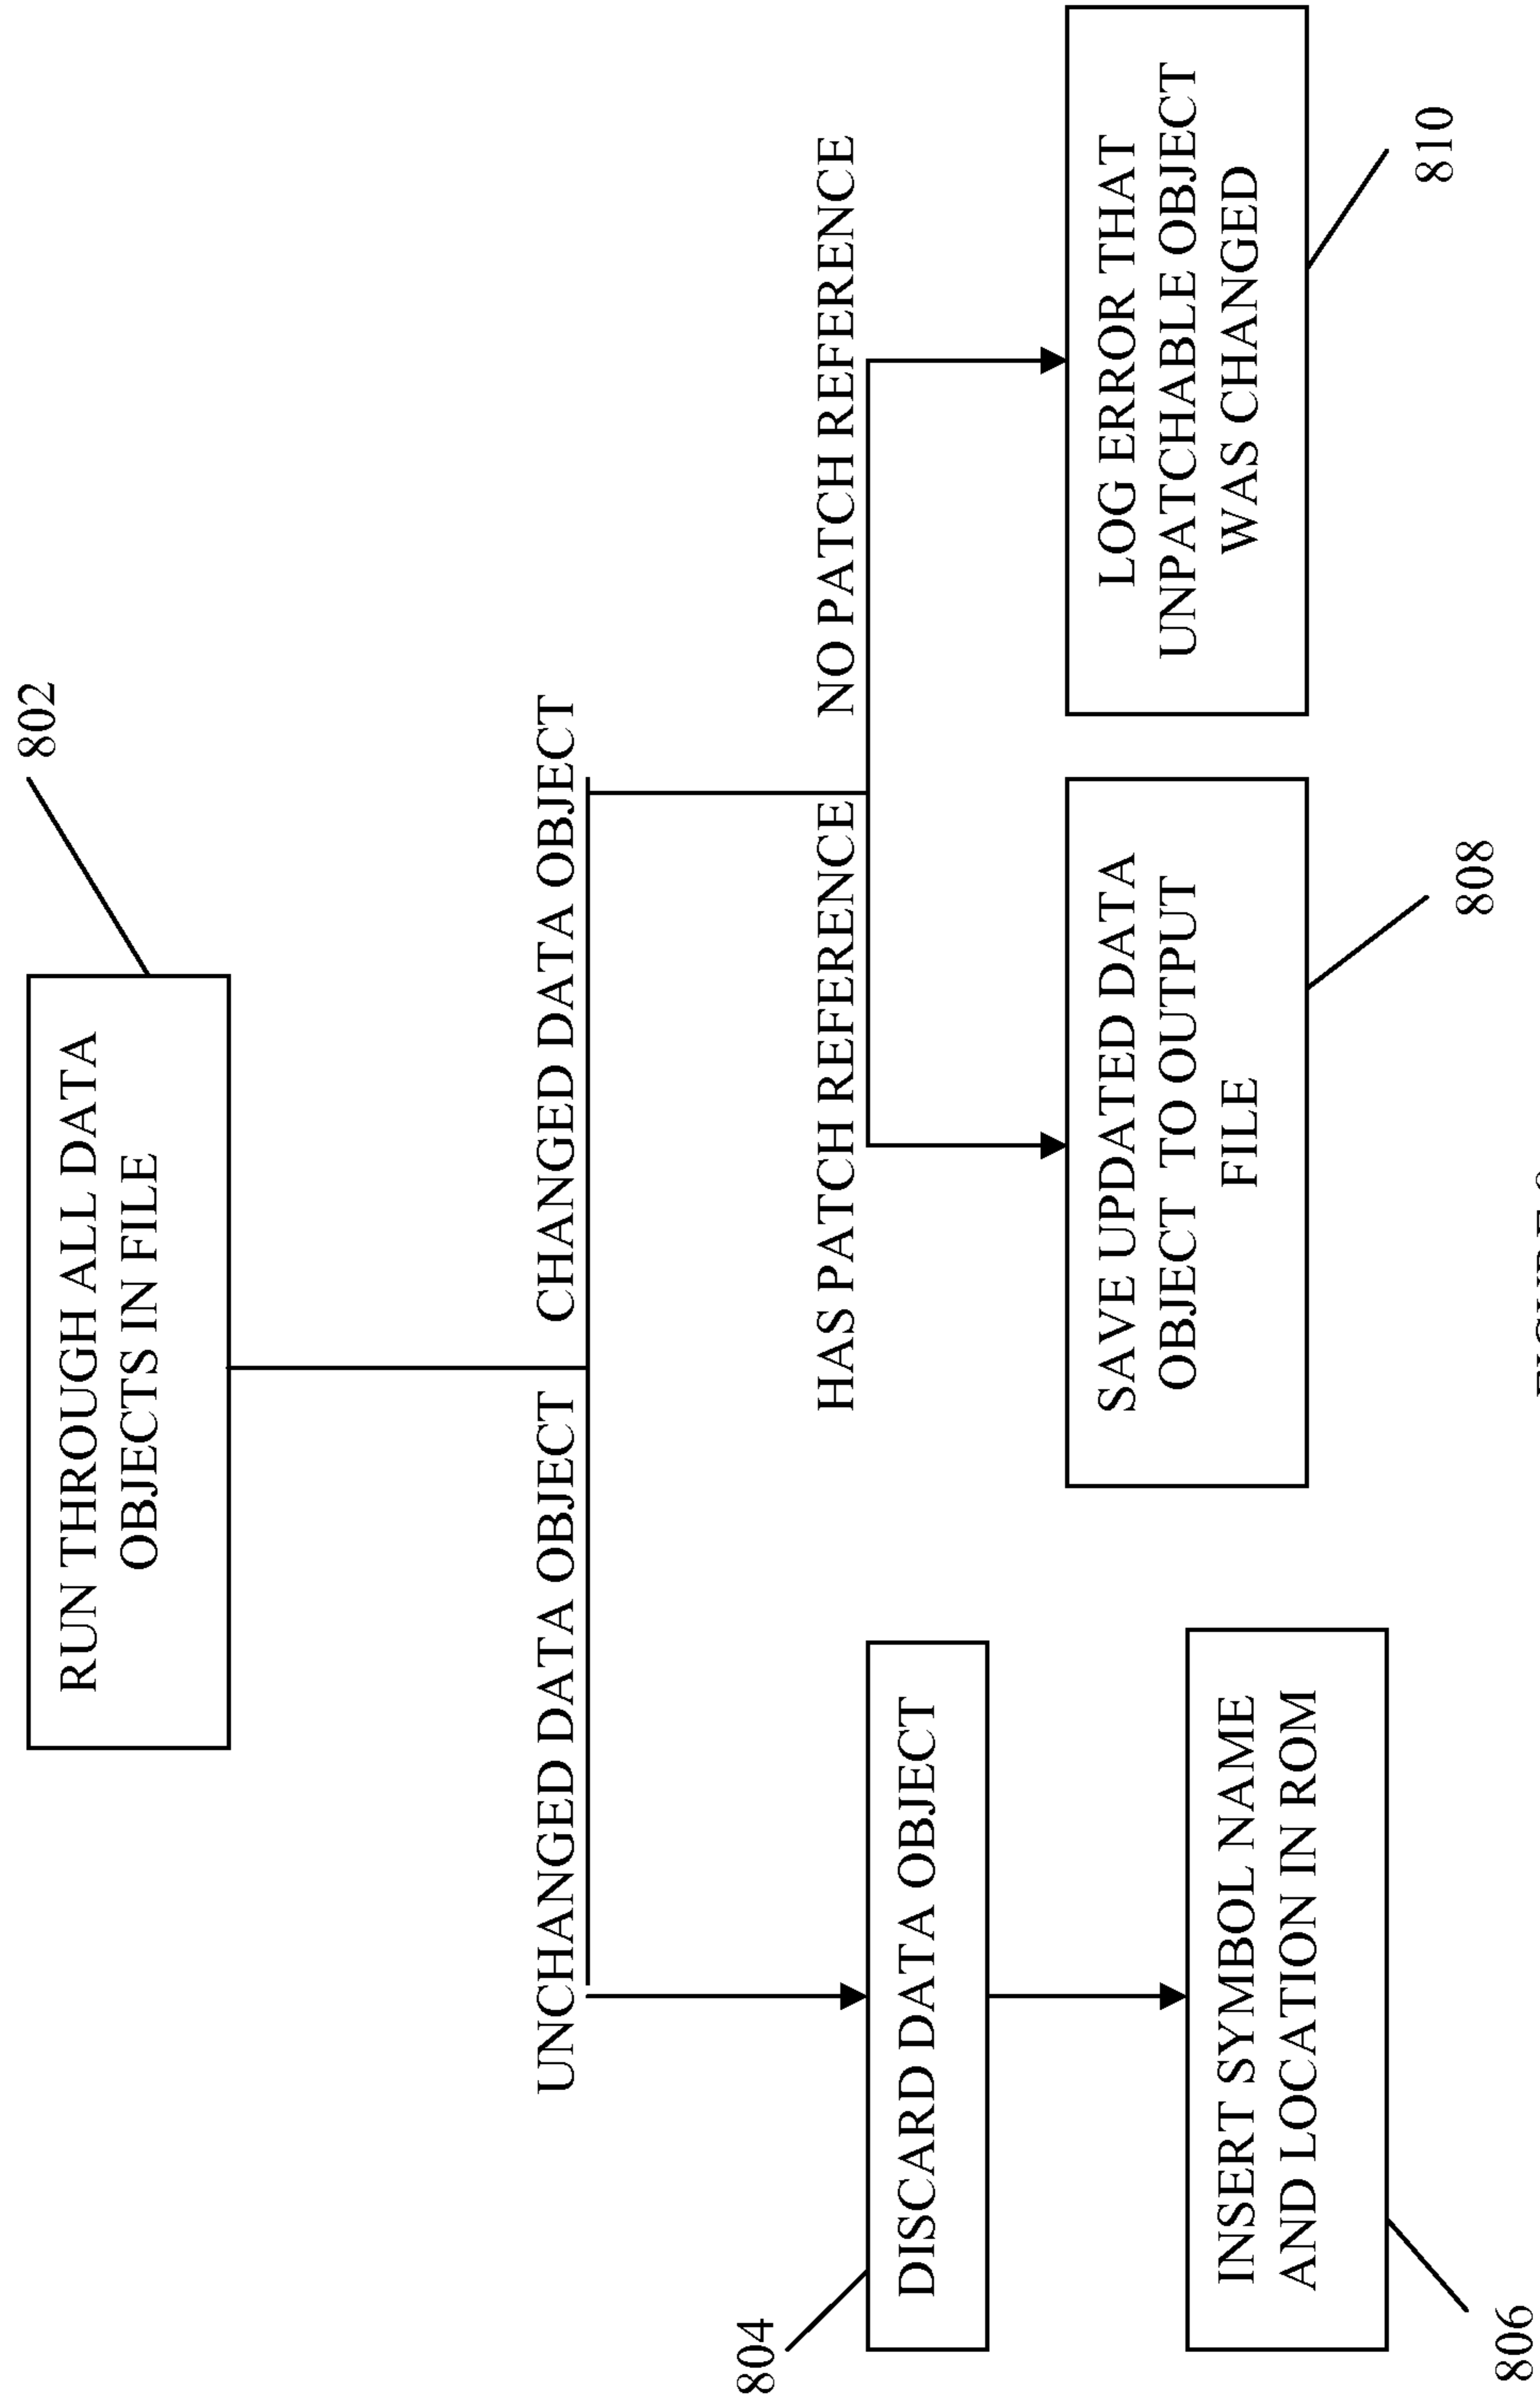 802
RUN THROUGH ALL DATA
OBJECTS IN FILE
UNCHANGED DATA OBJECT
CHANGED DATA OBJECT
HAS PATCH REFERENCE
NO PATCH REFERENCE
804
DISCARD DATA OBJECT
INSERT SYMBOL NAME
AND LOCATION IN ROM
806
SAVE UPDATED DATA
OBJECT TO OUTPUT
FILE
808
LOG ERROR THAT
UNPATCHABLE OBJECT
WAS CHANGED
810